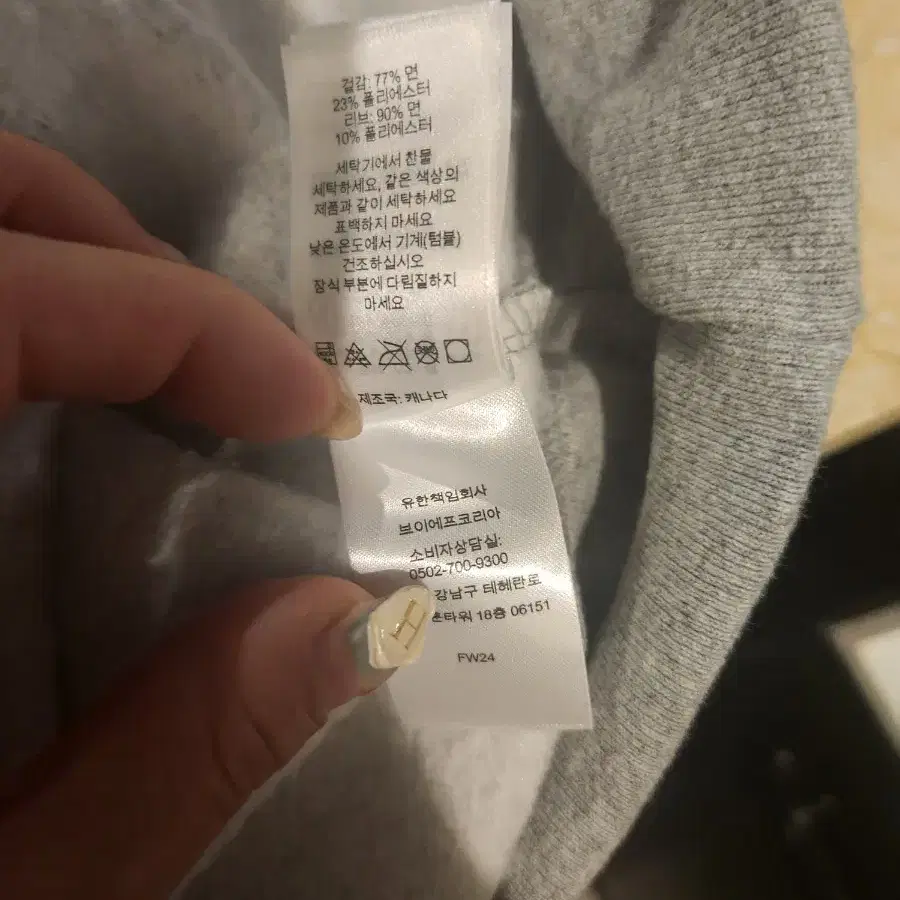 겉감: 77% 면
23% 폴리에스터
리브: 90% 면
10% 폴리에스터
세탁기에서 찬물
세탁하세요, 같은 색상의
제품과 같이 세탁하세요
표백하지 마세요
낮은 온도에서 기계(텀블)
건조하십시오
장식 부분에 다림질하지
마세요
제조국: 캐나다
유한책임회사
브이에프코리아
소비자상담실:
0502-700-9300
강남구 테헤란로
타워 18층 06151
FW24